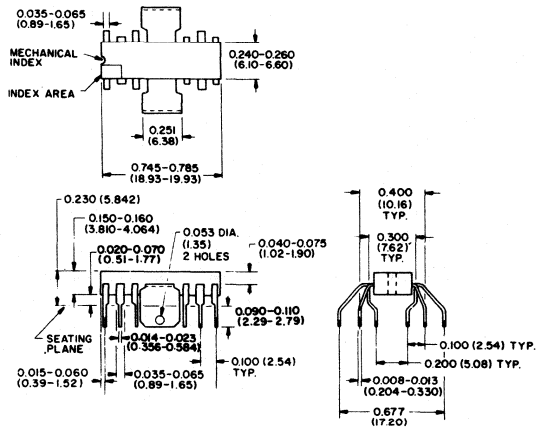 0.035-0.065
(0.89-1.65)
MECHANICAL
INDEX
INDEX AREA
0.240-0.260
(6.10-6.60)
0.251
(6.38)
0.745-0.785
(18.93-19.93)
0.230 (5.842)
0.150-0.160
(3.810-4.064)
0.020-0.070
(0.51-1.77)
0.053 DIA.
(1.35)
2 HOLES
0.040-0.075
(1.02-1.90)
0.090-0.110
(2.29-2.79)
SEATING
PLANE
0.014-0.023
(0.356-0.584)
0.100 (2.54)
TYP.
0.015-0.060
(0.39-1.52)
0.035-0.065
(0.89-1.65)
0.400
(10.16)
TYP.
0.300
(7.62)
TYP.
0.100 (2.54) TYP.
0.200 (5.08) TYP.
0.008-0.013
(0.204-0.330)
0.677
(17.20)